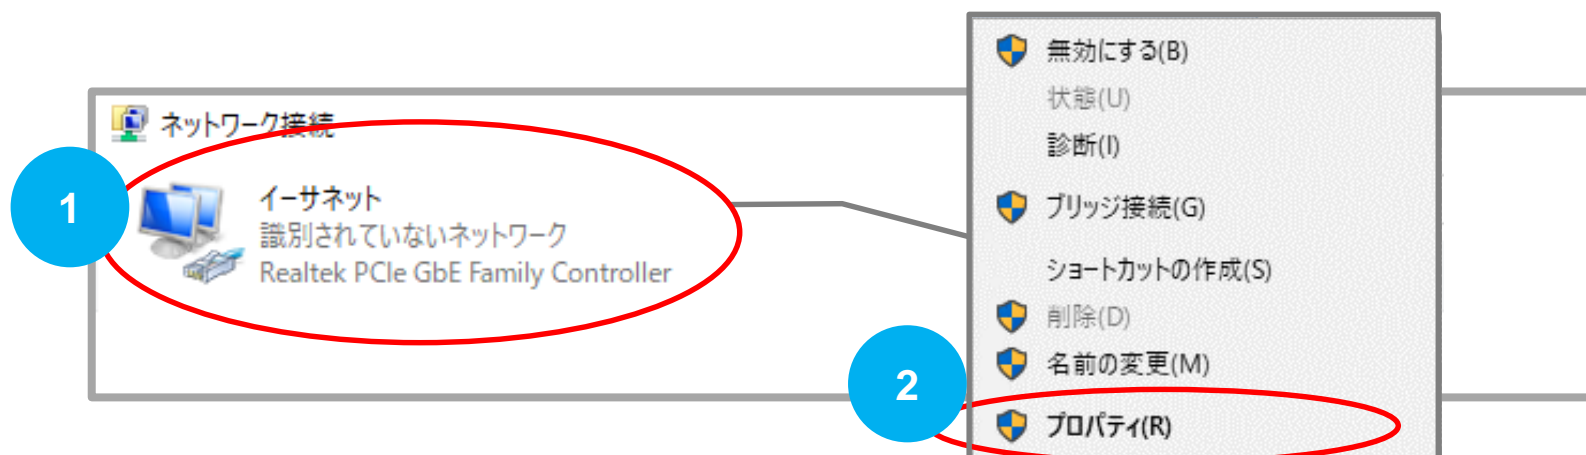 ネットワーク接続
1
イーサネット
識別されていないネットワーク
Realtek PCIe GbE Family Controller
無効にする(B)
状態(U)
診断(I)
ブリッジ接続(G)
ショートカットの作成(S)
削除(D)
名前の変更(M)
2
プロパティ(R)